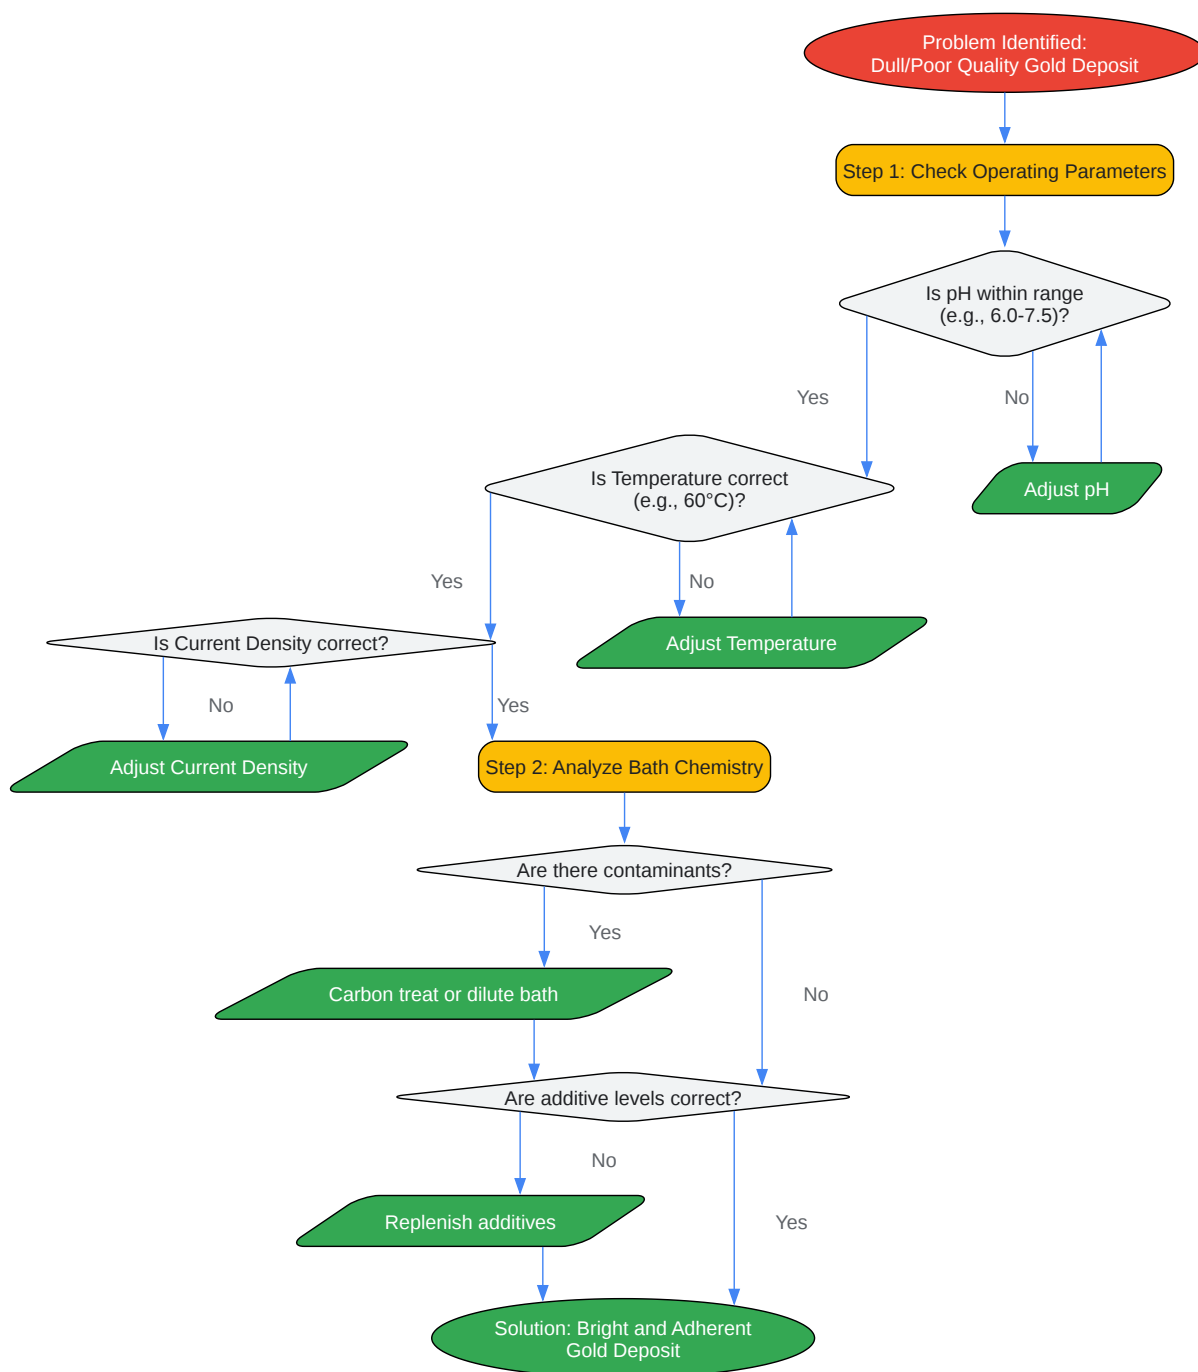 Problem Identified:
Dull/Poor Quality Gold Deposit
Step 1: Check Operating Parameters
Is pH within range
(e.g., 6.0-7.5)?
Yes
No
Is Temperature correct
(e.g., 60°C)?
Adjust pH
Yes
No
Is Current Density correct?
Adjust Temperature
No
Yes
Adjust Current Density
Step 2: Analyze Bath Chemistry
Are there contaminants?
Yes
Carbon treat or dilute bath
No
Are additive levels correct?
No
Replenish additives
Yes
Solution: Bright and Adherent
Gold Deposit